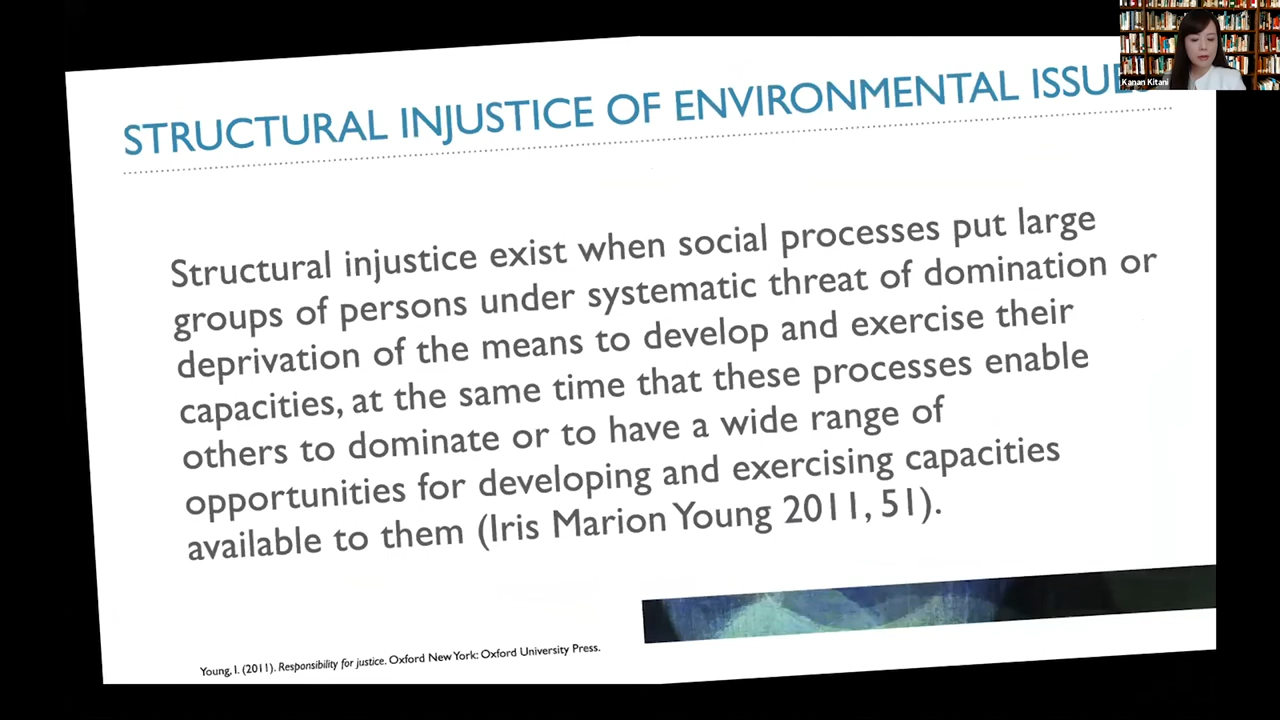 Kanan Kitani
STRUCTURAL INJUSTICE OF ENVIRONMENTAL ISSUE
Structural injustice exist when social processes put large
groups of persons under systematic threat of domination or
deprivation of the means to develop and exercise their
capacities, at the same time that these processes enable
others to dominate or to have a wide range of
opportunities for developing and exercising capacities
available to them (Iris Marion Young 2011, 51).
Young, I. (2011). Responsibility for justice. Oxford New York: Oxford University Press.